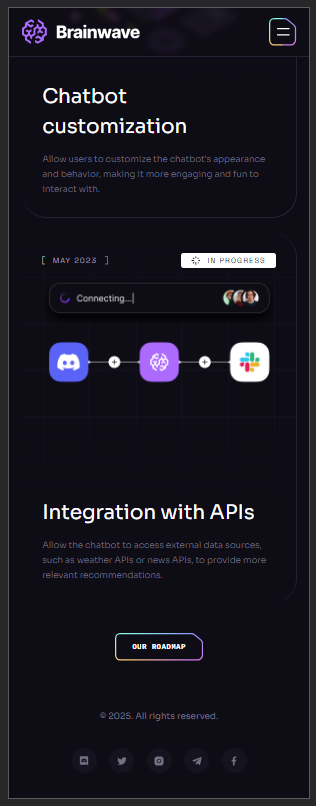 Brainwave
Chatbot
customization
Allow users to customize the chatbot's appearance
and behavior, making it more engaging and fun to
interact with.
[ MAY 2023 ]
IN PROGRESS
Connecting...|
Integration with APIs
Allow the chatbot to access external data sources,
such as weather APIs or news APIs, to provide more
relevant recommendations.
OUR ROADMAP
© 2025. All rights reserved.